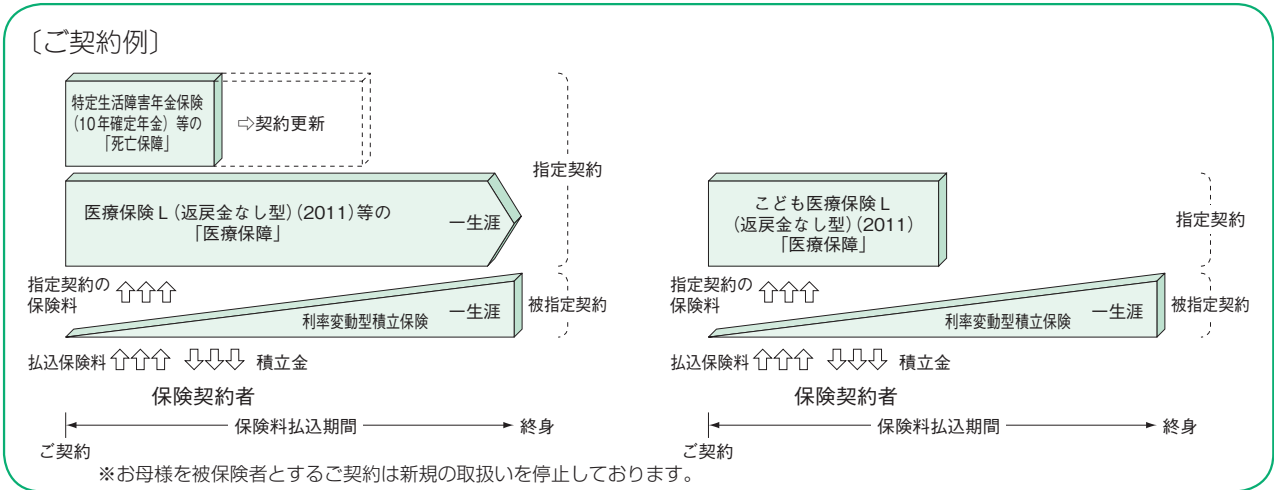 〔ご契約例〕
特定生活障害年金保険
（10年確定年金）等の
「死亡保障」
⇨契約更新
医療保険Ｌ（返戻金なし型）（2011）等の
「医療保障」
一生涯
指定契約
指定契約の
保険料
利率変動型積立保険
一生涯
被指定契約
払込保険料
積立金
保険契約者
保険料払込期間
終身
ご契約
こども医療保険Ｌ
（返戻金なし型）（2011）
「医療保障」
指定契約
指定契約の
保険料
利率変動型積立保険
一生涯
被指定契約
払込保険料
積立金
保険契約者
保険料払込期間
終身
ご契約
※お母様を被保険者とするご契約は新規の取扱いを停止しております。